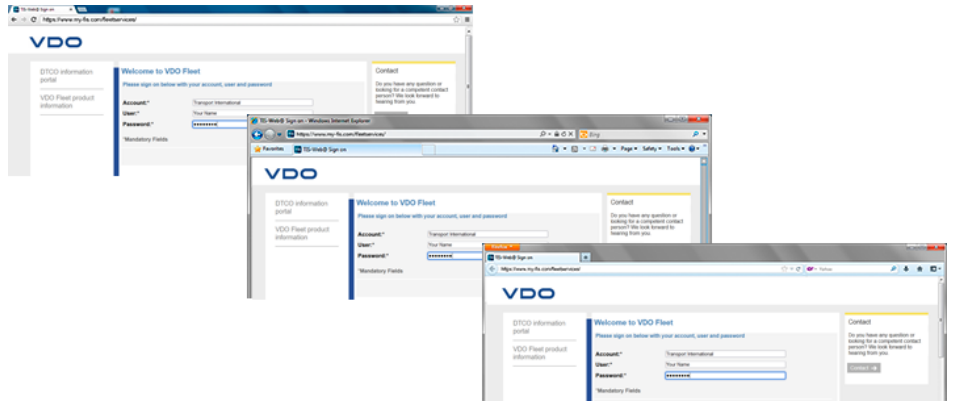 TIS-Web® Sign on
https://www.my-fis.com/fleetservices/
VDO
DTCO information
portal
VDO Fleet product
information
Welcome to VDO Fleet
Please sign on below with your account, user and password
Account:*
Transport International
User:*
Your Name
Password:*
*Mandatory Fields
Contact
Do you have any question or
looking for a competent contact
person? We look forward to
hearing from you.
TIS-Web® Sign on - Windows Internet Explorer
https://www.my-fis.com/fleetservices/
Bing
Favorites
TIS-Web® Sign on
Page
Safety
Tools
VDO
DTCO information
portal
VDO Fleet product
information
Welcome to VDO Fleet
Please sign on below with your account, user and password
Account:*
Transport International
User:*
Your Name
Password:*
*Mandatory Fields
Contact
Do you have any question or
looking for a competent contact
person? We look forward to
hearing from you.
Firefox
TIS-Web® Sign on
https://www.my-fis.com/fleetservices/
Yahoo
VDO
DTCO information
portal
VDO Fleet product
information
Welcome to VDO Fleet
Please sign on below with your account, user and password
Account:*
Transport International
User:*
Your Name
Password:*
*Mandatory Fields
Contact
Do you have any question or
looking for a competent contact
person? We look forward to
hearing from you.
Contact